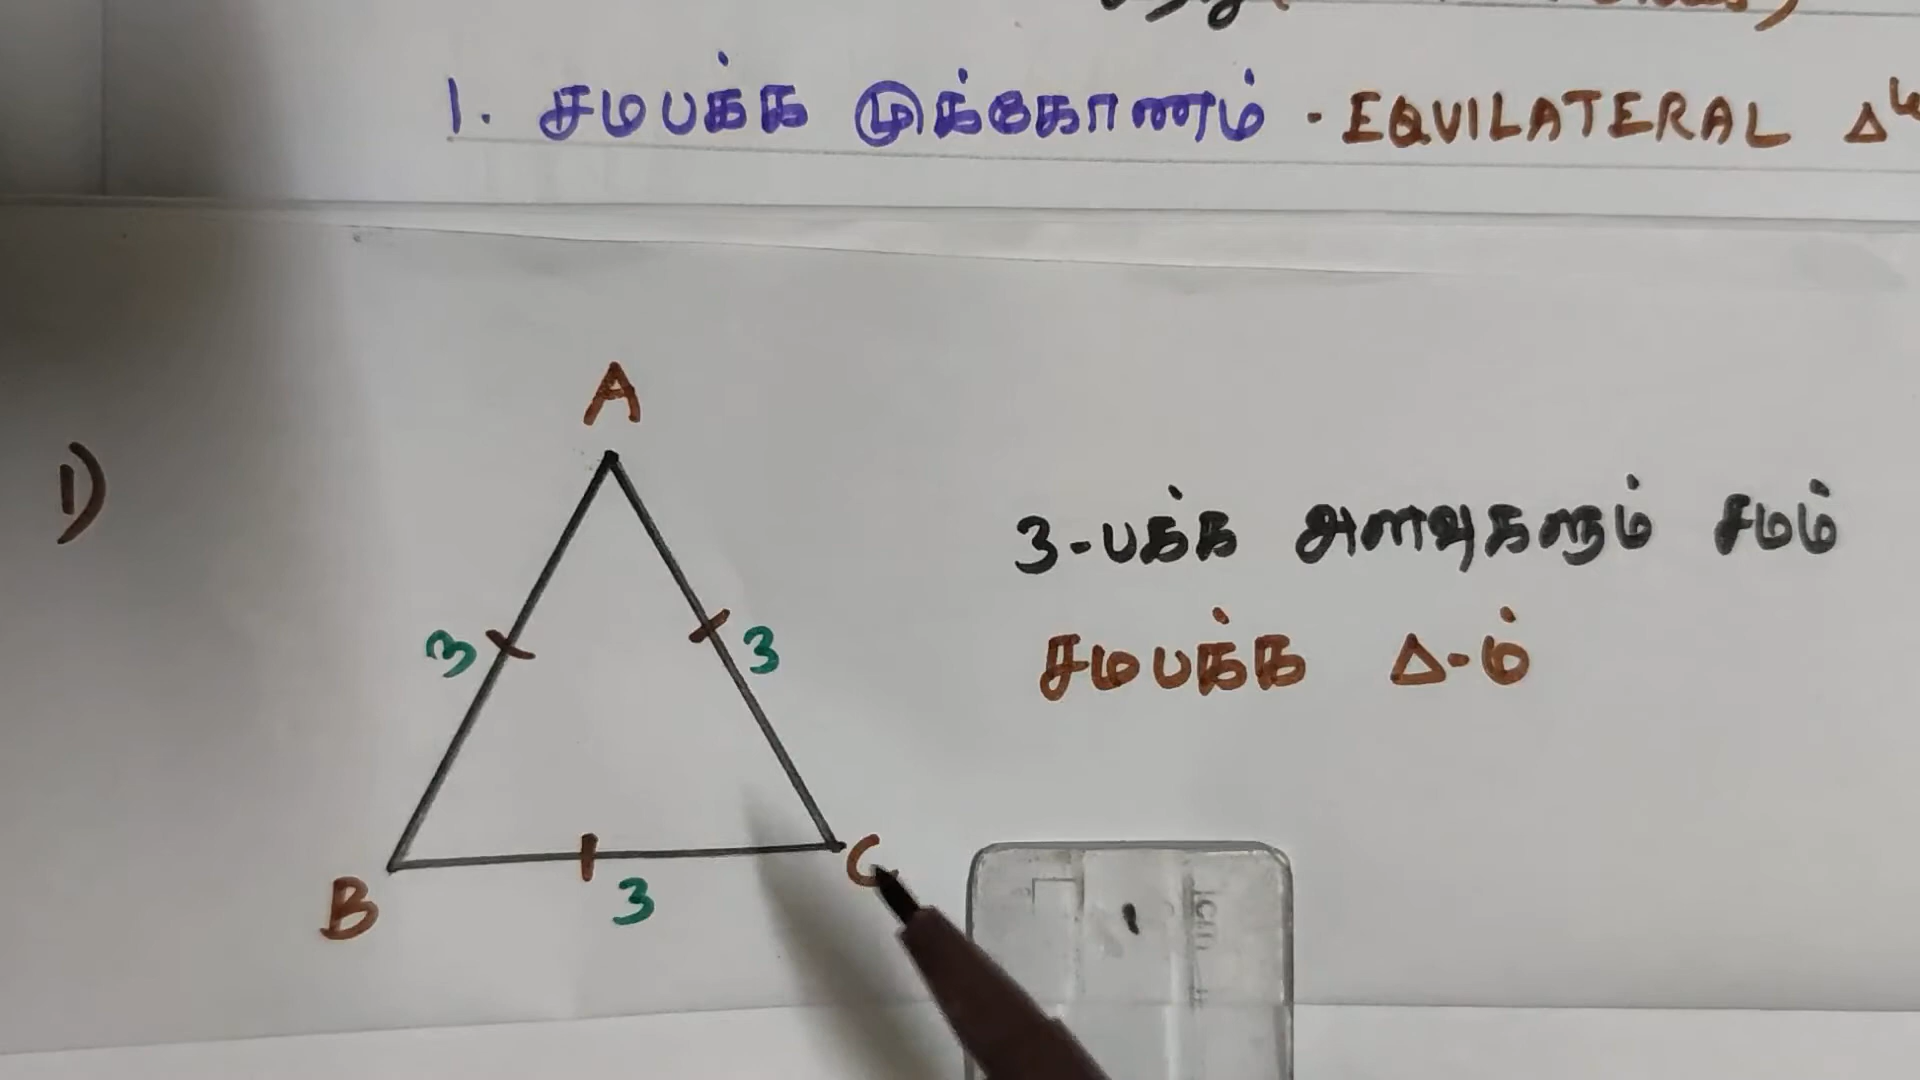 1. சமபக்க முக்கோணம் - EQUILATERAL Δ
1)
A
3-பக்க அளவுகளும் சமம்
3
3
சமபக்க Δ-ம்
B
3
C